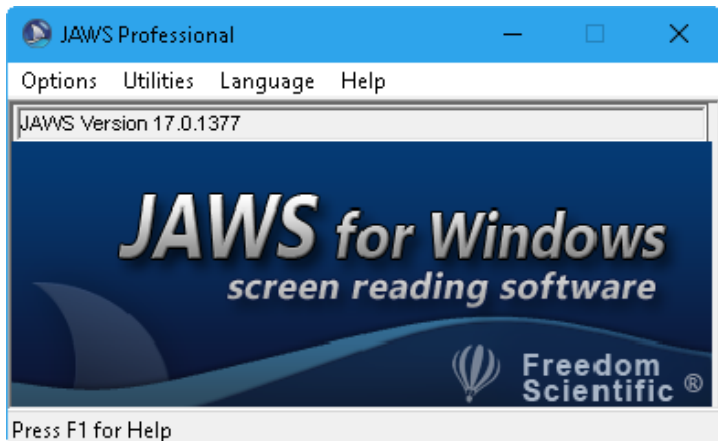 JAWS Professional
Options Utilities Language Help
JAWS Version 17.0.1377
JAWS for Windows
screen reading software
Freedom
Scientific ®
Press F1 for Help